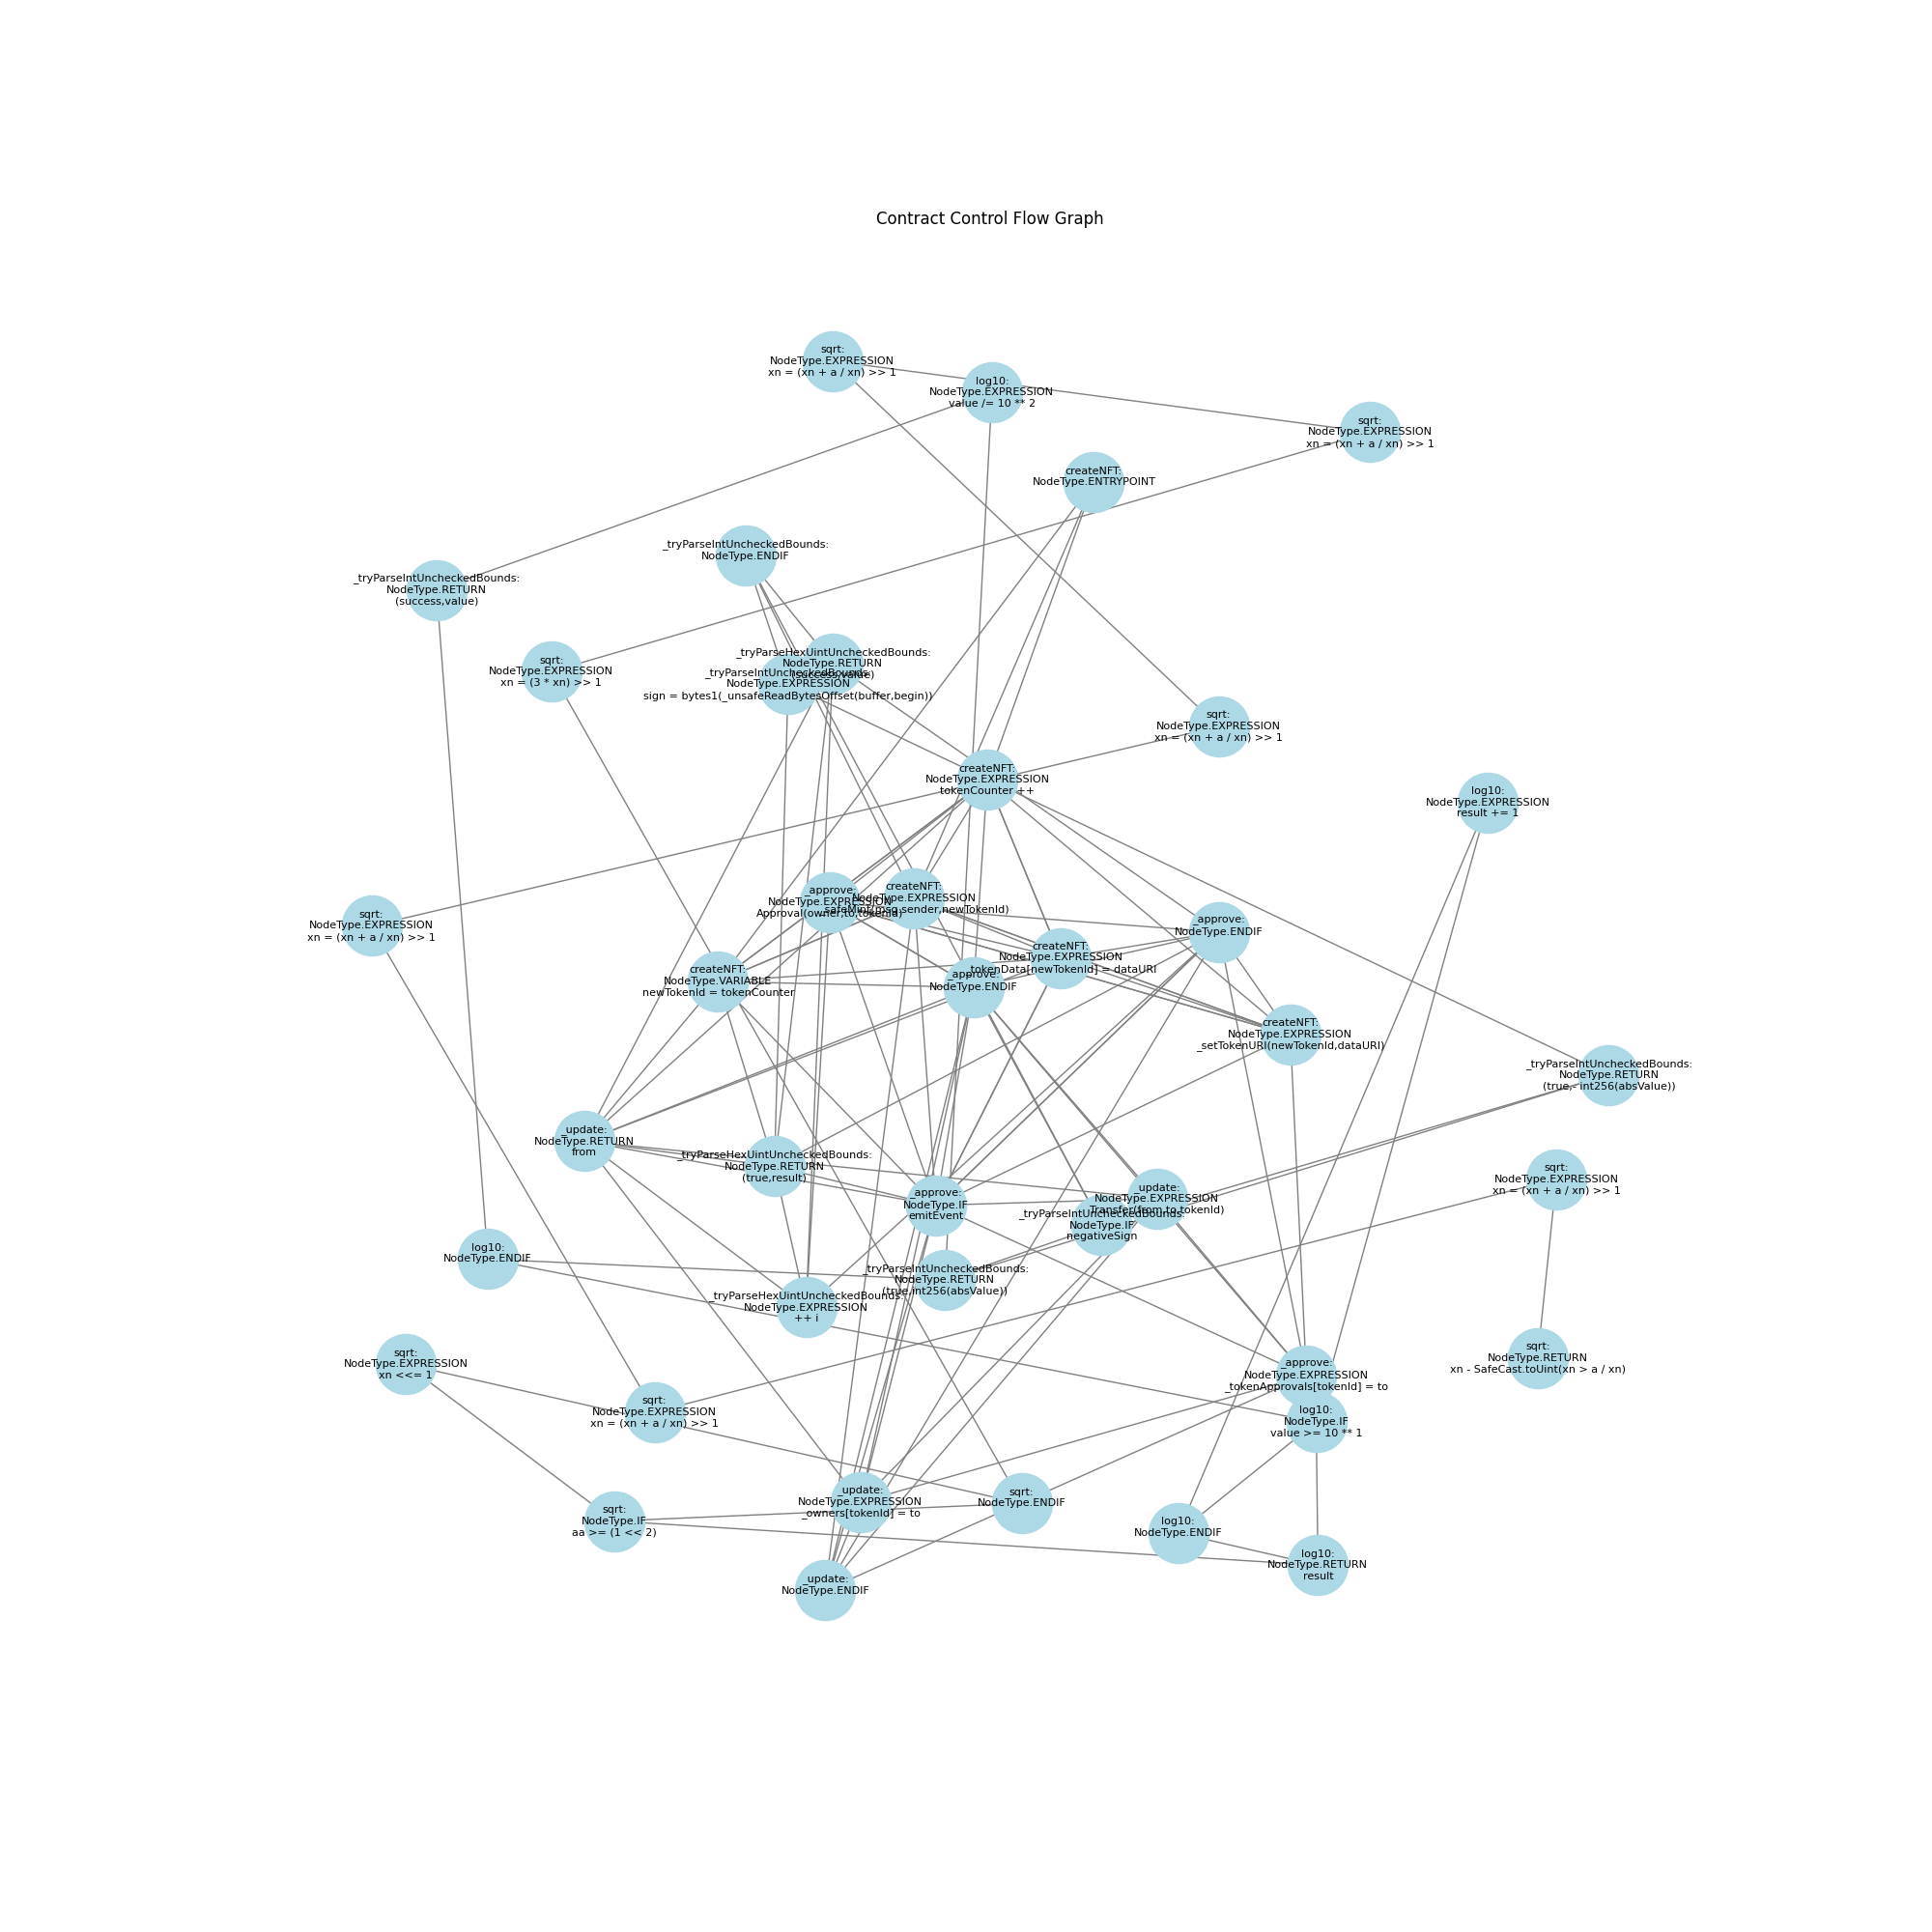 Contract Control Flow Graph
sqrt:
NodeType.EXPRESSION
xn = (xn + a / xn) >> 1
log10:
NodeType.EXPRESSION
value /= 10 ** 2
sqrt:
NodeType.EXPRESSION
xn = (xn + a / xn) >> 1
createNFT:
NodeType.ENTRYPOINT
_tryParseIntUncheckedBounds:
NodeType.ENDIF
_tryParseIntUncheckedBounds:
NodeType.RETURN
(success,value)
sqrt:
NodeType.EXPRESSION
xn = (3 * xn) >> 1
_tryParseHexUintUncheckedBounds:
NodeType.RETURN
(success,value)
_tryParseIntUncheckedBounds:
NodeType.EXPRESSION
sign = bytes1(_unsafeReadBytesOffset(buffer,begin))
sqrt:
NodeType.EXPRESSION
xn = (xn + a / xn) >> 1
createNFT:
NodeType.EXPRESSION
tokenCounter ++
log10:
NodeType.EXPRESSION
result += 1
_approve:
NodeType.EXPRESSION
Approval(owner,to,tokenId)
createNFT:
NodeType.EXPRESSION
_safeMint(msg.sender,newTokenId)
sqrt:
NodeType.EXPRESSION
xn = (xn + a / xn) >> 1
_approve:
NodeType.ENDIF
createNFT:
NodeType.EXPRESSION
tokenData[newTokenId] = dataURI
createNFT:
NodeType.VARIABLE
newTokenId = tokenCounter
_approve:
NodeType.ENDIF
createNFT:
NodeType.EXPRESSION
_setTokenURI(newTokenId,dataURI)
_tryParseIntUncheckedBounds:
NodeType.RETURN
(true,- int256(absValue))
_update:
NodeType.RETURN
from
_tryParseHexUintUncheckedBounds:
NodeType.RETURN
(true,result)
sqrt:
NodeType.EXPRESSION
xn = (xn + a / xn) >> 1
_approve:
NodeType.IF
emitEvent
_update:
NodeType.EXPRESSION
Transfer(from,to,tokenId)
_tryParseIntUncheckedBounds:
NodeType.IF
negativeSign
log10:
NodeType.ENDIF
_tryParseIntUncheckedBounds:
NodeType.RETURN
(true,int256(absValue))
_tryParseHexUintUncheckedBounds:
NodeType.EXPRESSION
++ i
sqrt:
NodeType.EXPRESSION
xn <<= 1
sqrt:
NodeType.RETURN
xn - SafeCast.toUint(xn > a / xn)
_approve:
NodeType.EXPRESSION
_tokenApprovals[tokenId] = to
sqrt:
NodeType.EXPRESSION
xn = (xn + a / xn) >> 1
log10:
NodeType.IF
value >= 10 ** 1
_update:
NodeType.EXPRESSION
_owners[tokenId] = to
sqrt:
NodeType.ENDIF
sqrt:
NodeType.IF
aa >= (1 << 2)
log10:
NodeType.ENDIF
log10:
NodeType.RETURN
result
_update:
NodeType.ENDIF